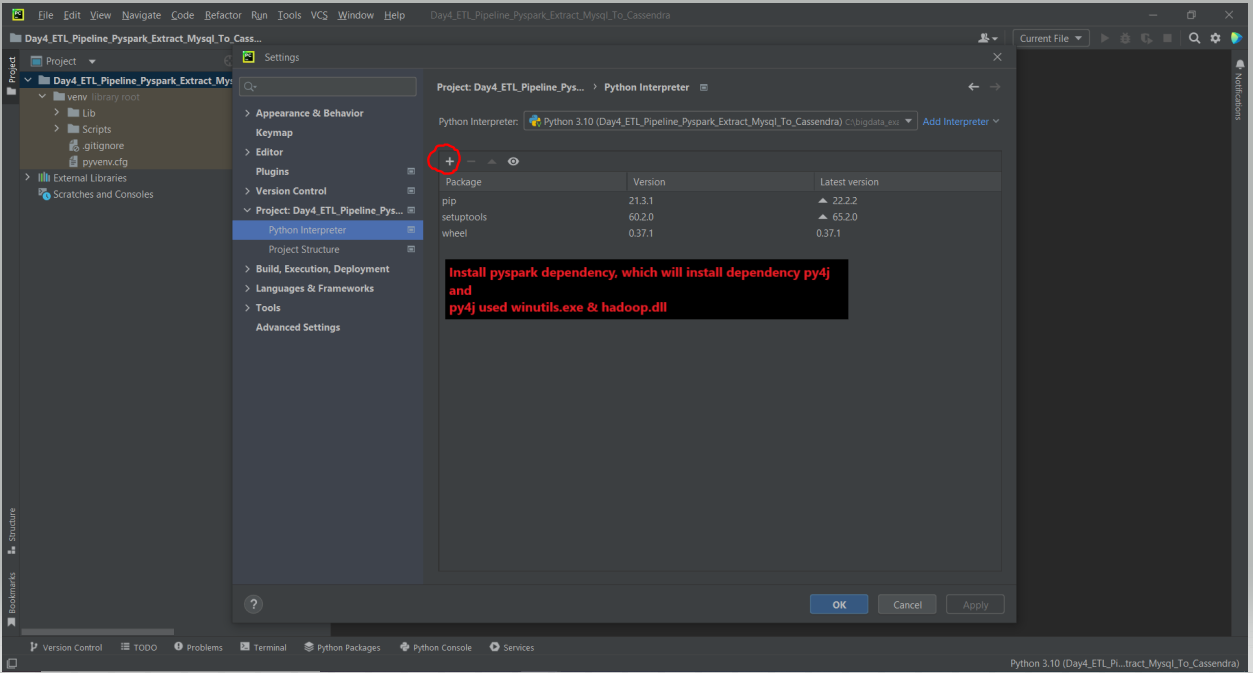 File Edit View Navigate Code Refactor Run Tools VCS Window Help Day4_ETL_Pipeline_Pyspark_Extract_Mysql_To_Cassendra
Day4_ETL_Pipeline_Pyspark_Extract_Mysql_To_Cass...
Current File
Project
Project
Day4_ETL_Pipeline_Pyspark_Extract_Mys
venv library root
Lib
Scripts
.gitignore
pyvenv.cfg
External Libraries
Scratches and Consoles
Settings
Appearance & Behavior
Keymap
Editor
Plugins
Version Control
Project: Day4_ETL_Pipeline_Pys...
Python Interpreter
Project Structure
Build, Execution, Deployment
Languages & Frameworks
Tools
Advanced Settings
Project: Day4_ETL_Pipeline_Pys... › Python Interpreter
Python Interpreter: Python 3.10 (Day4_ETL_Pipeline_Pyspark_Extract_Mysql_To_Cassendra) C:\bigdata_exe Add Interpreter
Package Version Latest version
pip 21.3.1 22.2.2
setuptools 60.2.0 65.2.0
wheel 0.37.1 0.37.1
Install pyspark dependency, which will install dependency py4j
and
py4j used winutils.exe & hadoop.dll
? OK Cancel Apply
Notifications
Structure
Bookmarks
Version Control TODO Problems Terminal Python Packages Python Console Services
Python 3.10 (Day4_ETL_Pi...tract_Mysql_To_Cassendra)